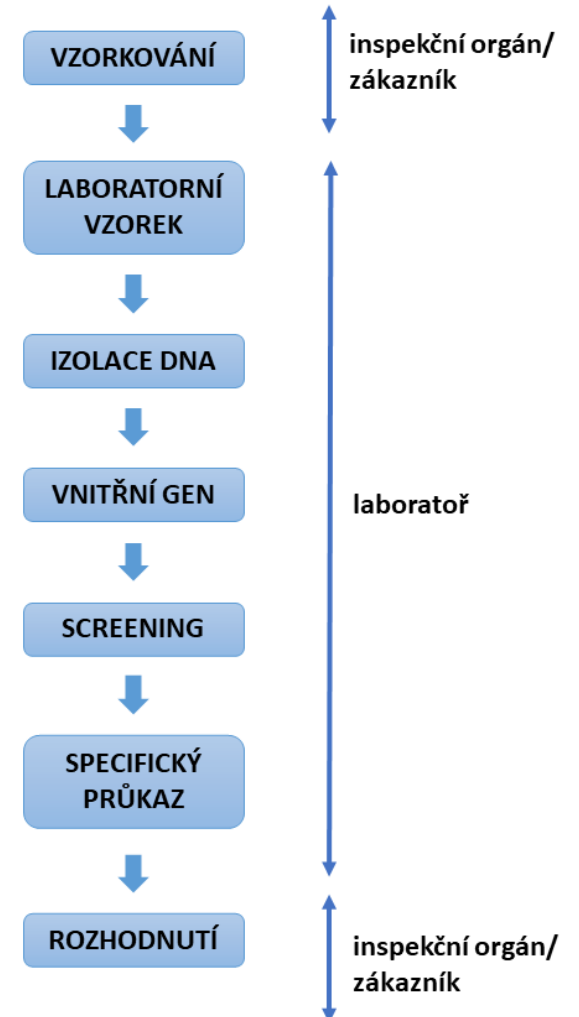 VZORKOVÁNÍ
inspekční orgán/
zákazník
LABORATORNÍ
VZOREK
IZOLACE DNA
VNITŘNÍ GEN
laboratoř
SCREENING
SPECIFICKÝ
PRŮKAZ
ROZHODNUTÍ
inspekční orgán/
zákazník